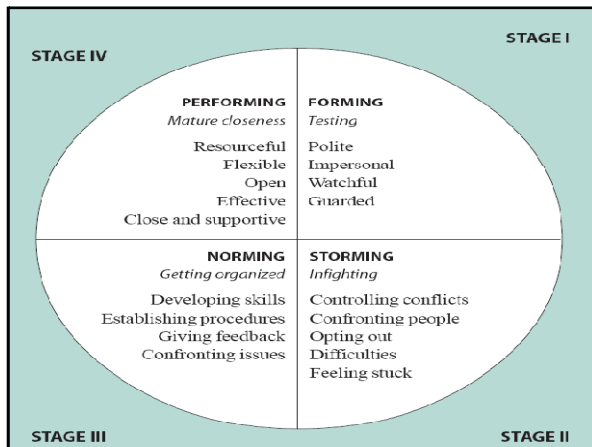 STAGE I
FORMING
Testing
Polite
Impersonal
Watchful
Guarded
STORMING
Infighting
Controlling conflicts
Confronting people
Opting out
Difficulties
Feeling stuck
STAGE II
NORMING
Getting organized
Developing skills
Establishing procedures
Giving feedback
Confronting issues
STAGE III
STAGE IV
PERFORMING
Mature closeness
Resourceful
Flexible
Open
Effective
Close and supportive